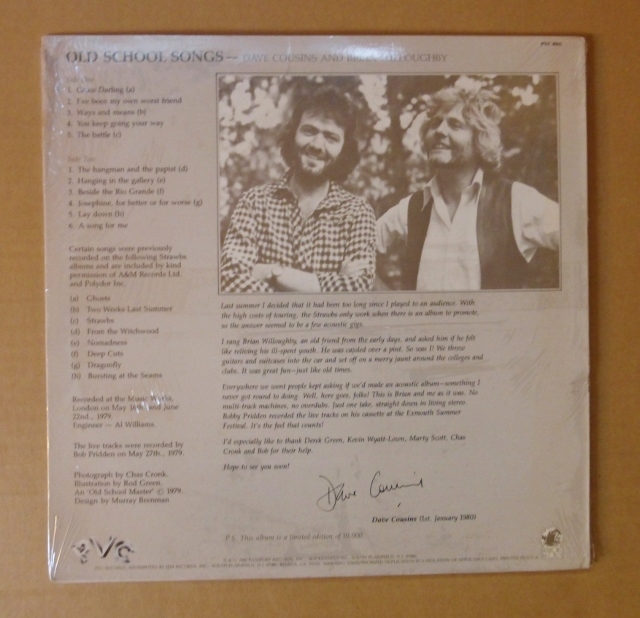 OLD SCHOOL SONGS— DAVE COUSINS AND BRIAN WILLOUGHBY
Side One
1. Grace Darling (a)
2. I've been my own worst friend
3. Ways and means (b)
4. You keep going your way
5. The battle (c)
Side Two
1. The hangman and the papist (d)
2. Hanging in the gallery (e)
3. Beside the Rio Grande (f)
4. Josephine, for better or for worse (g)
5. Lay down (h)
6. A song for me
Certain songs were previously
recorded on the following Strawbs
albums and are included by kind
permission of A&M Records Ltd.
and Polydor Inc.
(a) Ghosts
(b) Two Weeks Last Summer
(c) Strawbs
(d) From the Witchwood
(e) Nomadness
(f) Deep Cuts
(g) Dragonfly
(h) Bursting at the Seams
Recorded at the Music Works,
London on May 16th and June
22nd., 1979.
Engineer — Al Williams.
The live tracks were recorded by
Bob Pridden on May 27th., 1979.
Photograph by Chas Cronk.
Illustration by Rod Green.
An 'Old School Master' © 1979.
Design by Murray Brenman
Last summer I decided that it had been too long since I played to an audience. With
the high costs of touring, the Strawbs only work when there is an album to promote,
so the answer seemed to be a few acoustic gigs.
I rang Brian Willoughby, an old friend from the early days, and asked him if he felt
like reliving his ill-spent youth. He was cajoled over a pint. So was I! We threw
guitars and suitcases into the car and set off on a merry jaunt around the colleges and
clubs. It was great fun—just like old times.
Everywhere we went people kept asking if we'd made an acoustic album—something I
never got round to doing. Well, here goes, folks! This is Brian and me as it was. No
multi-track machines, no overdubs. Just one take, straight down in living stereo.
Bobby Pridden recorded the live tracks on his cassette at the Exmouth Summer
Festival. It's the feel that counts!
I'd especially like to thank Derek Green, Kevin Wyatt-Lown, Marty Scott, Chas
Cronk and Bob for their help.
Hope to see you soon!
Dave Cousins
Dave Cousins (1st. January 1980)
P.S. This album is a limited edition of 10,000
PVC